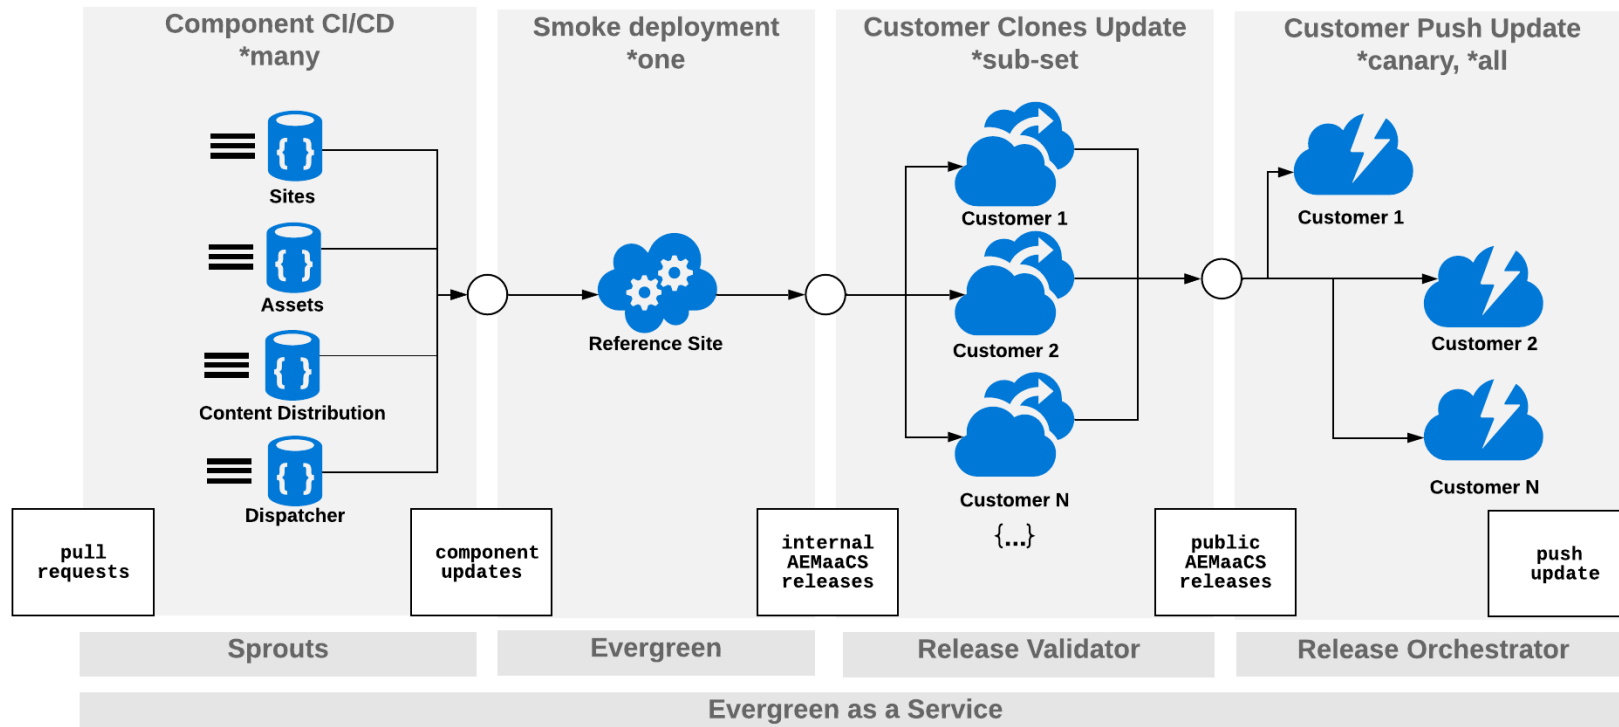 Component CI/CD
*many
Smoke deployment
*one
Customer Clones Update
*sub-set
Customer Push Update
*canary, *all
{ }
Sites
{ }
Assets
{ }
Content Distribution
{ }
Dispatcher
Reference Site
Customer 1
Customer 2
Customer N
{...}
Customer 1
Customer 2
Customer N
pull
requests
component
updates
internal
AEMaaCS
releases
public
AEMaaCS
releases
push
update
Sprouts
Evergreen
Release Validator
Release Orchestrator
Evergreen as a Service